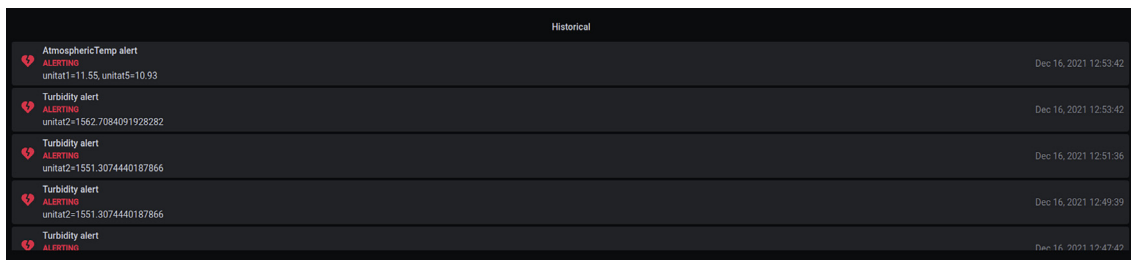 Historical
AtmosphericTemp alert
ALERTING
unitat1=11.55, unitat5=10.93
Dec 16, 2021 12:53:42
Turbidity alert
ALERTING
unitat2=1562.7084091928282
Dec 16, 2021 12:53:42
Turbidity alert
ALERTING
unitat2=1551.3074440187866
Dec 16, 2021 12:51:36
Turbidity alert
ALERTING
unitat2=1551.3074440187866
Dec 16, 2021 12:49:39
Turbidity alert
ALERTING
Dec 16, 2021 12:47:42